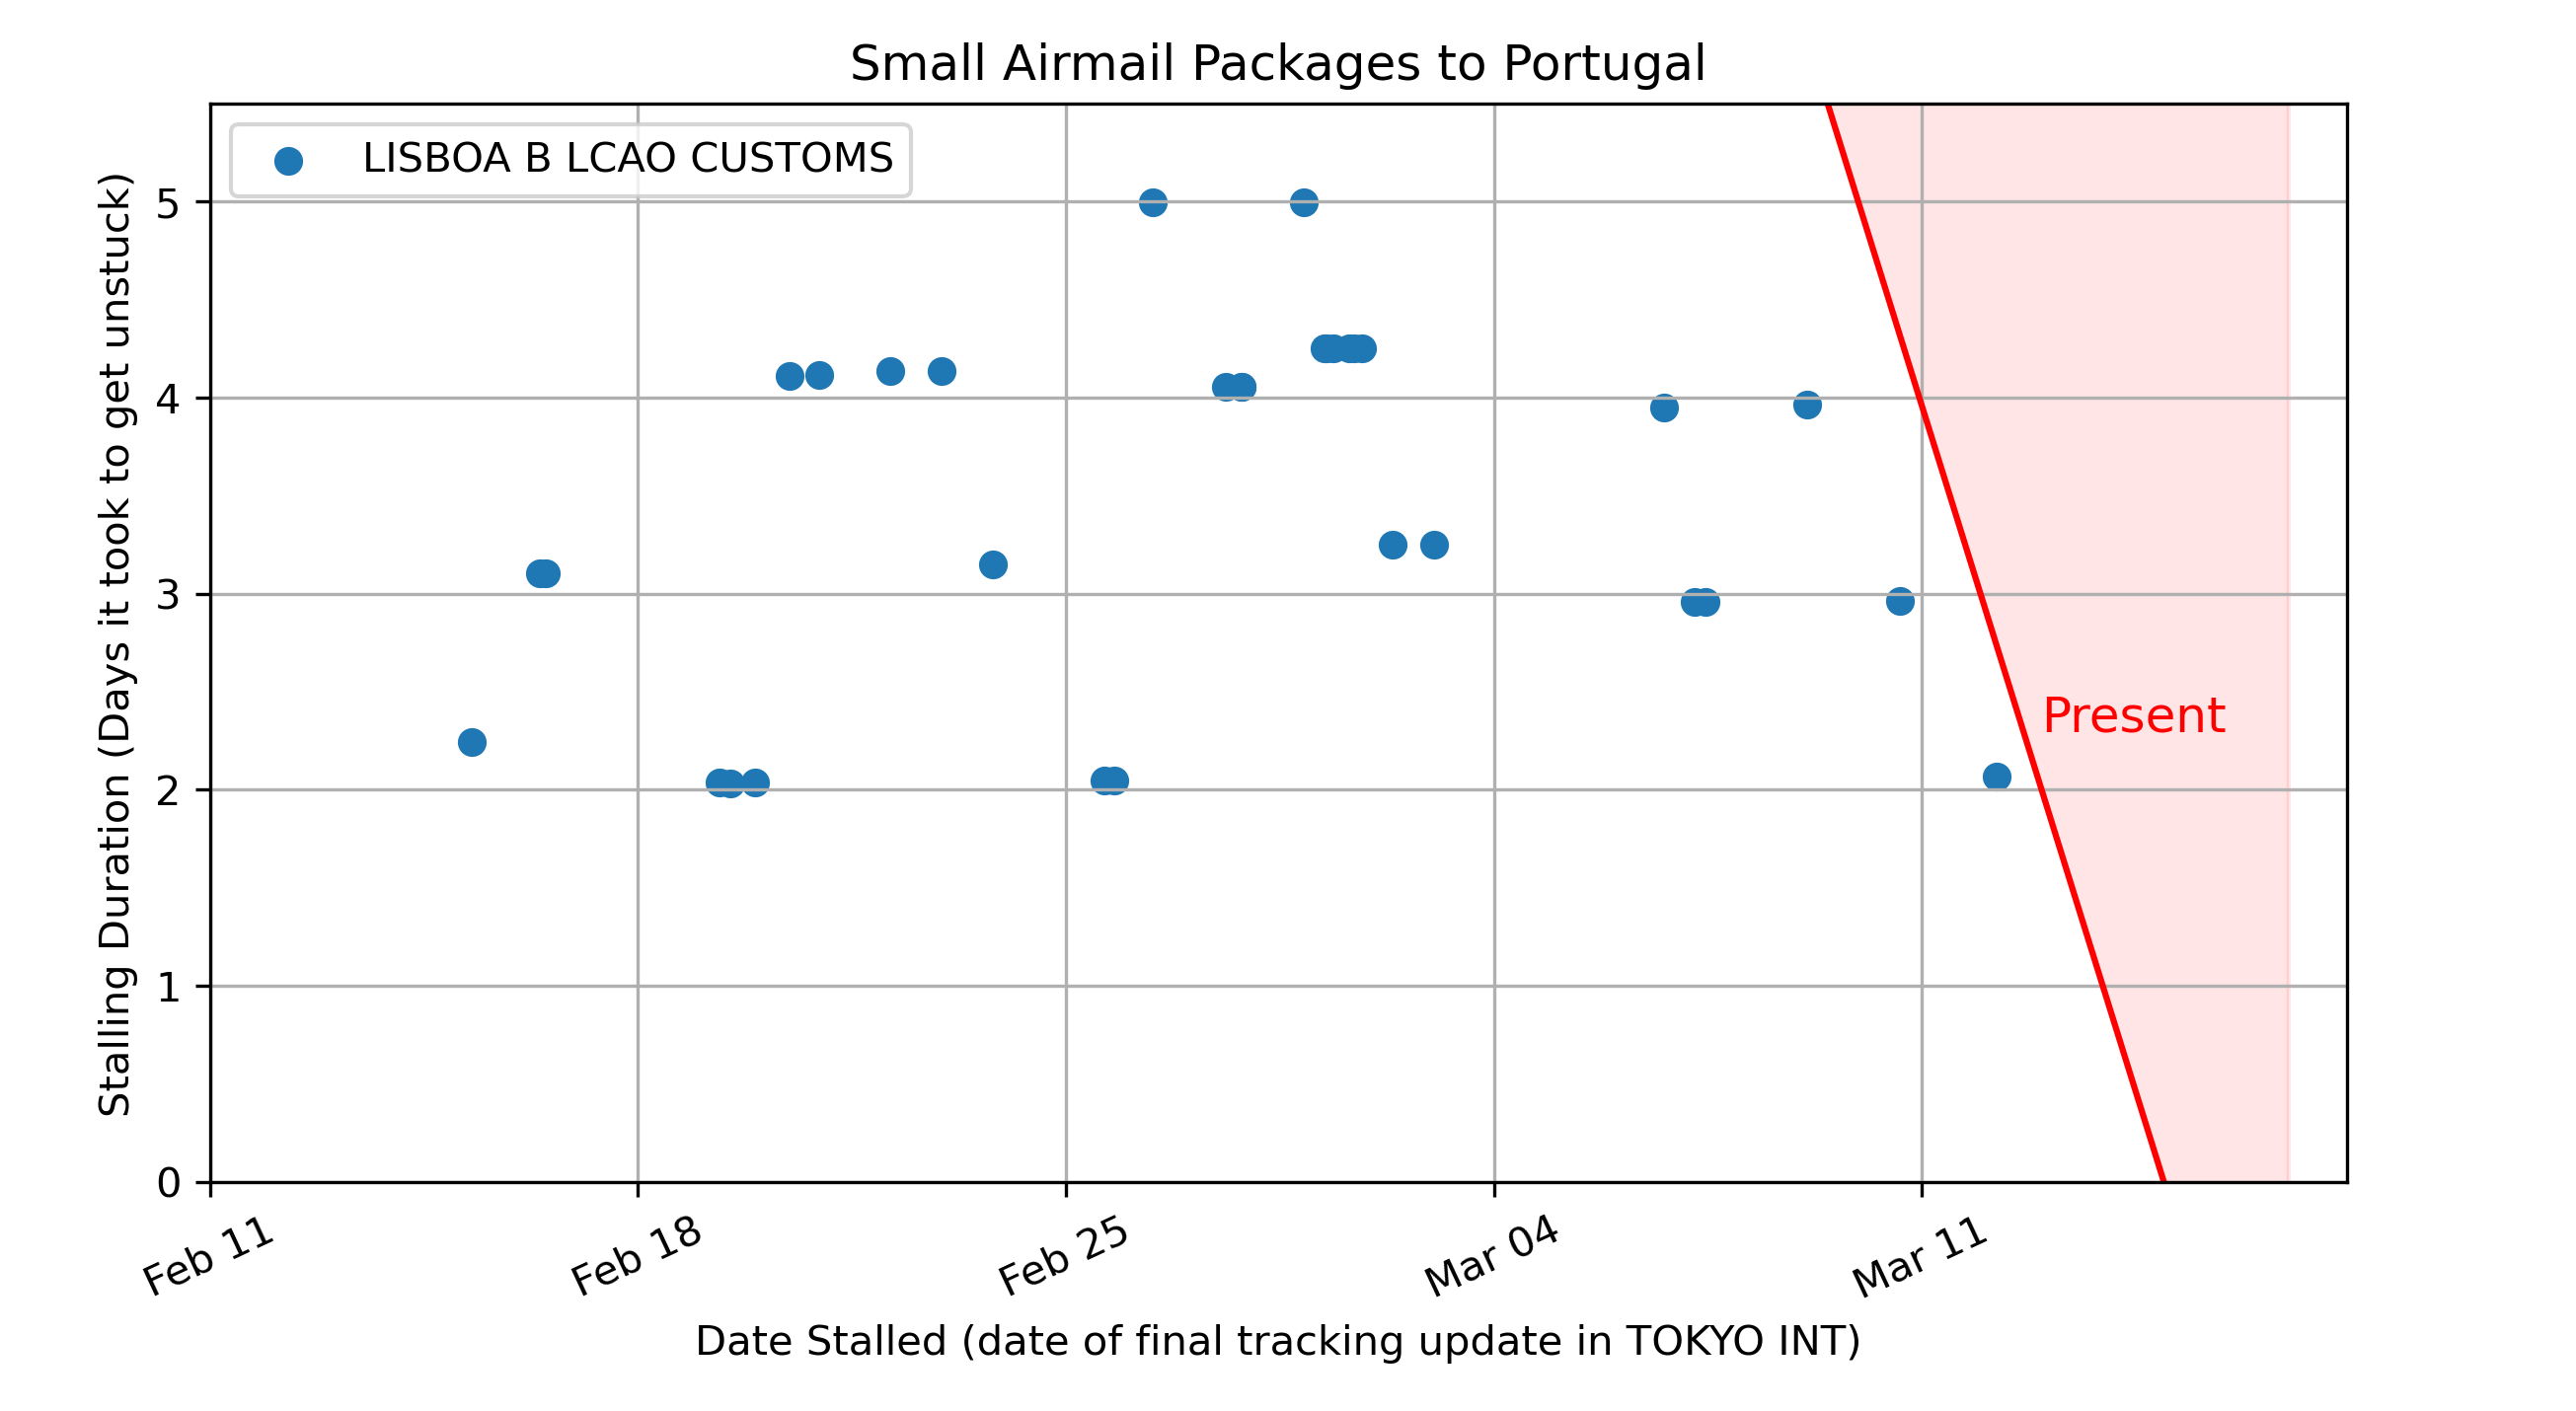 Small Airmail Packages to Portugal
LISBOA B LCAO CUSTOMS
Stalling Duration (Days it took to get unstuck)
5
4
3
2
1
0
Present
Feb 11
Feb 18
Feb 25
Mar 04
Mar 11
Date Stalled (date of final tracking update in TOKYO INT)